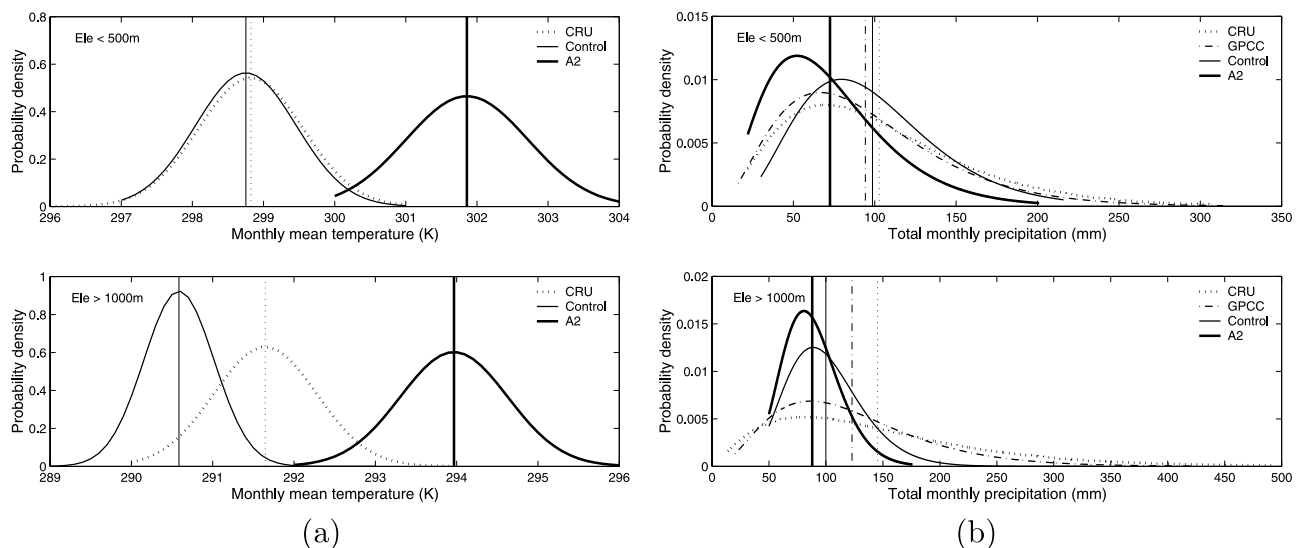 0.8
0.6
0.4
0.2
0
Probability density
Ele < 500m
CRU
Control
A2
296 297 298 299 300 301 302 303 304
Monthly mean temperature (K)
0.015
0.01
0.005
0
Probability density
Ele < 500m
CRU
GPCC
Control
A2
0 50 100 150 200 250 300 350
Total monthly precipitation (mm)
1
0.8
0.6
0.4
0.2
0
Probability density
Ele > 1000m
CRU
Control
A2
289 290 291 292 293 294 295 296
Monthly mean temperature (K)
0.02
0.015
0.01
0.005
0
Probability density
Ele > 1000m
CRU
GPCC
Control
A2
0 50 100 150 200 250 300 350 400 450 500
Total monthly precipitation (mm)
(a)
(b)